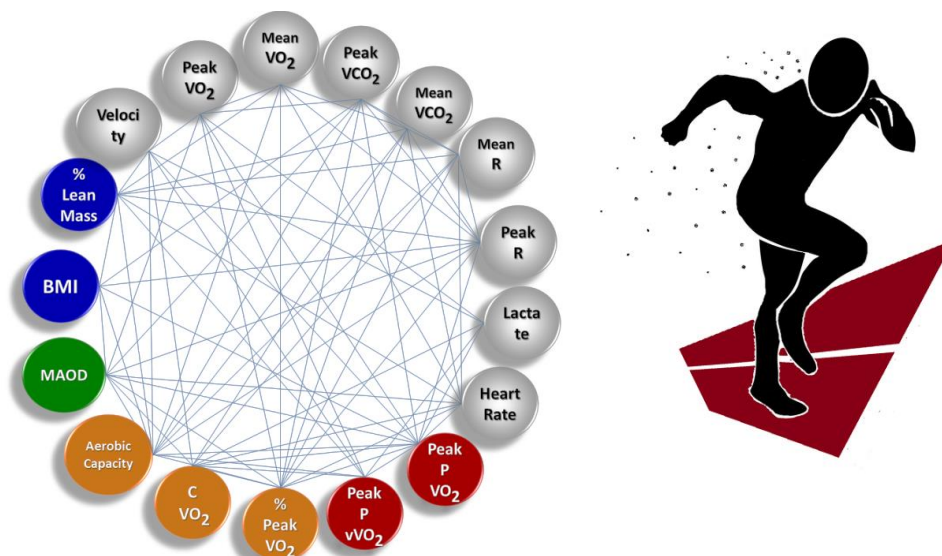 Mean
VO₂
Peak
VCO₂
Mean
VCO₂
Mean
R
Peak
R
Lacta
te
Heart
Rate
Peak
P
VO₂
Peak
P
vVO₂
%
Peak
VO₂
C
VO₂
Aerobic
Capacity
MAOD
BMI
%
Lean
Mass
Veloci
ty
Peak
VO₂